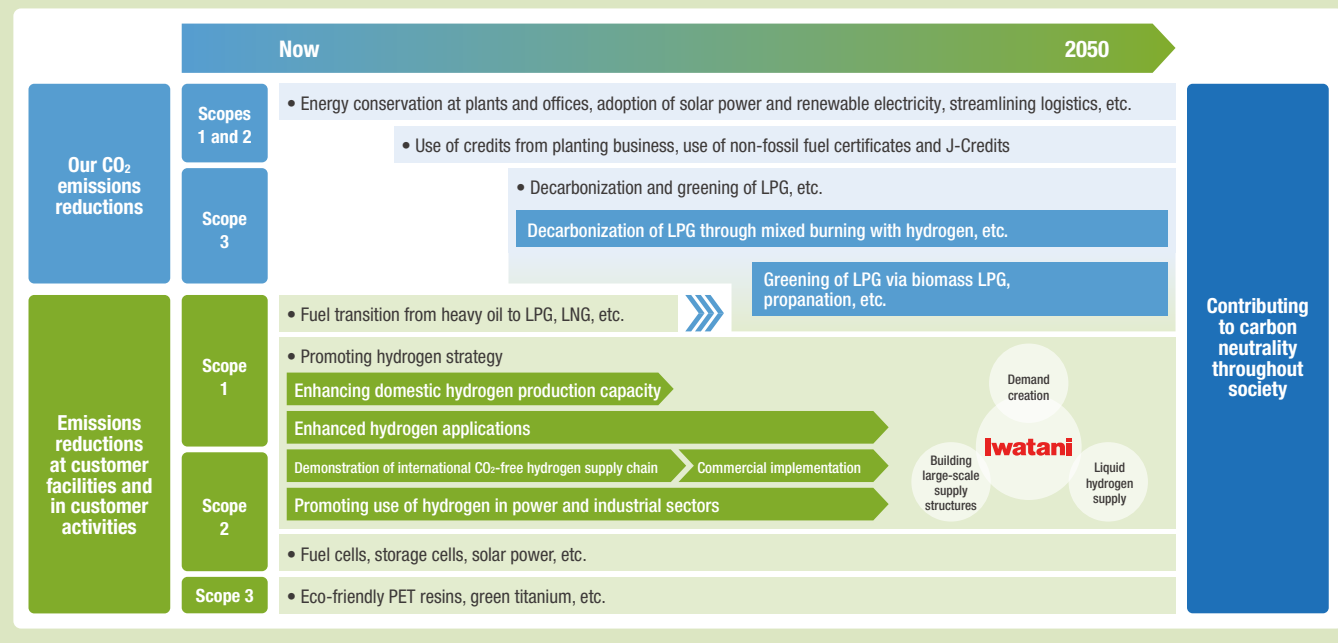 Now
2050
Our CO₂
emissions
reductions
Scopes
1 and 2
• Energy conservation at plants and offices, adoption of solar power and renewable electricity, streamlining logistics, etc.
• Use of credits from planting business, use of non-fossil fuel certificates and J-Credits
Scope
3
• Decarbonization and greening of LPG, etc.
Decarbonization of LPG through mixed burning with hydrogen, etc.
Greening of LPG via biomass LPG,
propanation, etc.
Emissions
reductions
at customer
facilities and
in customer
activities
Scope
1
• Fuel transition from heavy oil to LPG, LNG, etc.
• Promoting hydrogen strategy
Enhancing domestic hydrogen production capacity
Enhanced hydrogen applications
Demonstration of international CO₂-free hydrogen supply chain
Commercial implementation
Promoting use of hydrogen in power and industrial sectors
Demand
creation
Iwatani
Building
large-scale
supply
structures
Liquid
hydrogen
supply
Scope
2
• Fuel cells, storage cells, solar power, etc.
Scope 3
• Eco-friendly PET resins, green titanium, etc.
Contributing
to carbon
neutrality
throughout
society